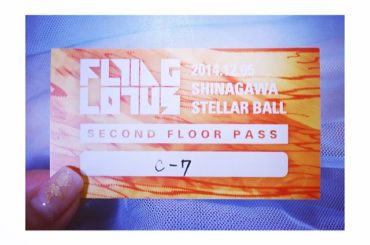 FLYING
LOTUS
2014.12.05
SHINAGAWA
STELLAR BALL
SECOND FLOOR PASS
C-7